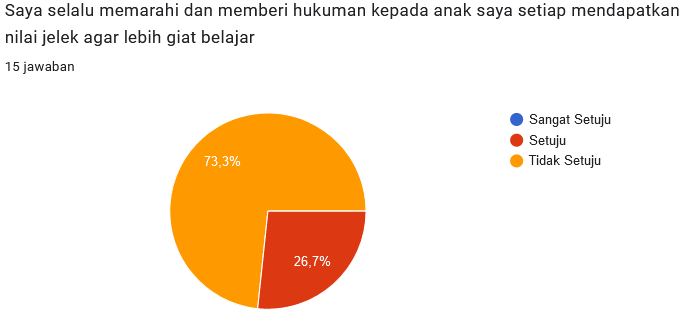 Saya selalu memarahi dan memberi hukuman kepada anak saya setiap mendapatkan
nilai jelek agar lebih giat belajar
15 jawaban
Sangat Setuju
Setuju
Tidak Setuju
73,3%
26,7%